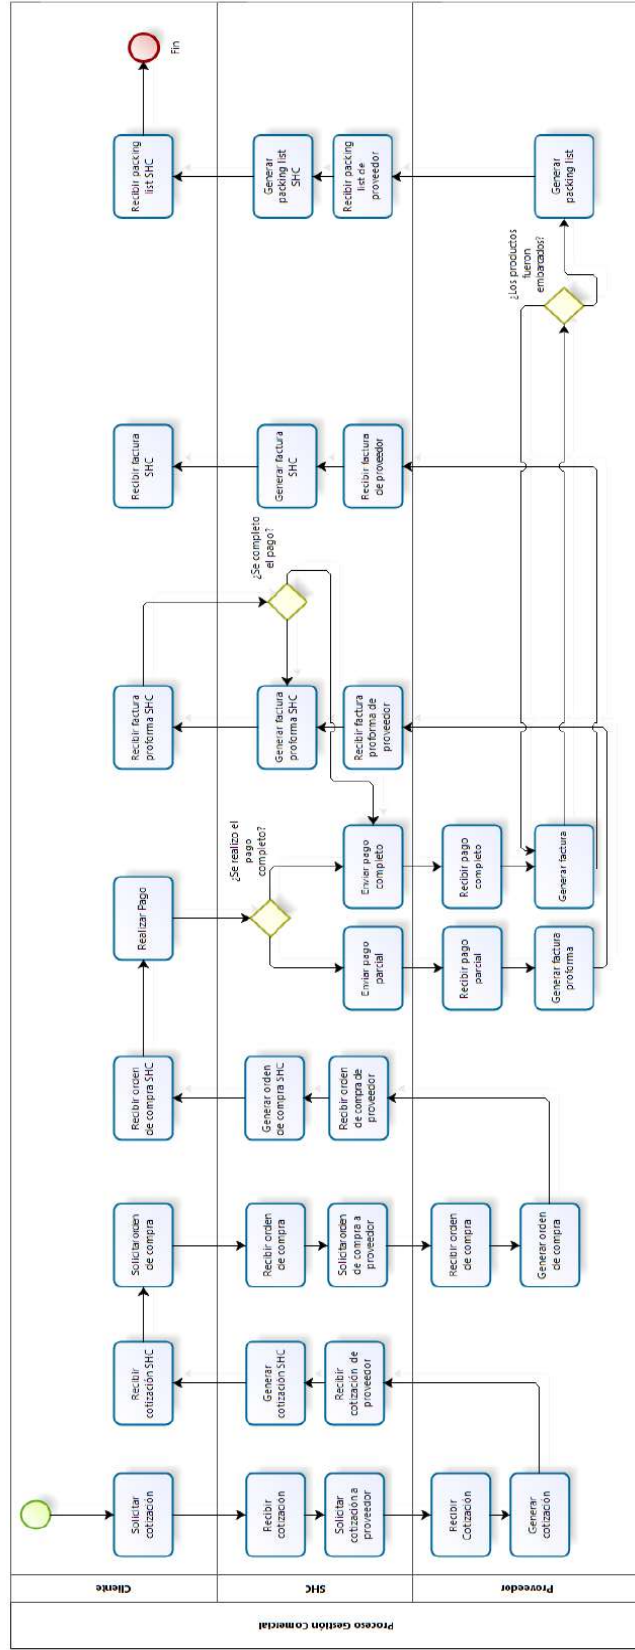 Proceso Gestión Comercial
Cliente
SHC
Proveedor
Solicitar
cotización
Recibir
cotización
Solicitar
cotización a
proveedor
Recibir
Cotización
Generar
cotización
Recibir
cotización SHC
Generar
cotización SHC
Recibir
cotización de
proveedor
Solicitar orden
de compra
Recibir orden
de compra
Solicitar orden
de compra a
proveedor
Recibir orden
de compra
Generar orden
de compra
Recibir orden
de compra SHC
Generar orden
de compra SHC
Recibir orden
de compra de
proveedor
Realizar Pago
¿Se realizo el
pago
completo?
Enviar pago
parcial
Enviar pago
completo
Recibir pago
parcial
Recibir pago
completo
Generar factura
proforma
Generar factura
Recibir factura
proforma SHC
Generar factura
proforma SHC
Recibir factura
proforma de
proveedor
¿Se completo
el pago?
Recibir factura
SHC
Generar factura
SHC
Recibir factura
de proveedor
¿Los productos
fueron
embarcados?
Recibir packing
list SHC
Generar
packing list
SHC
Recibir packing
list de
proveedor
Generar
packing list
Fin